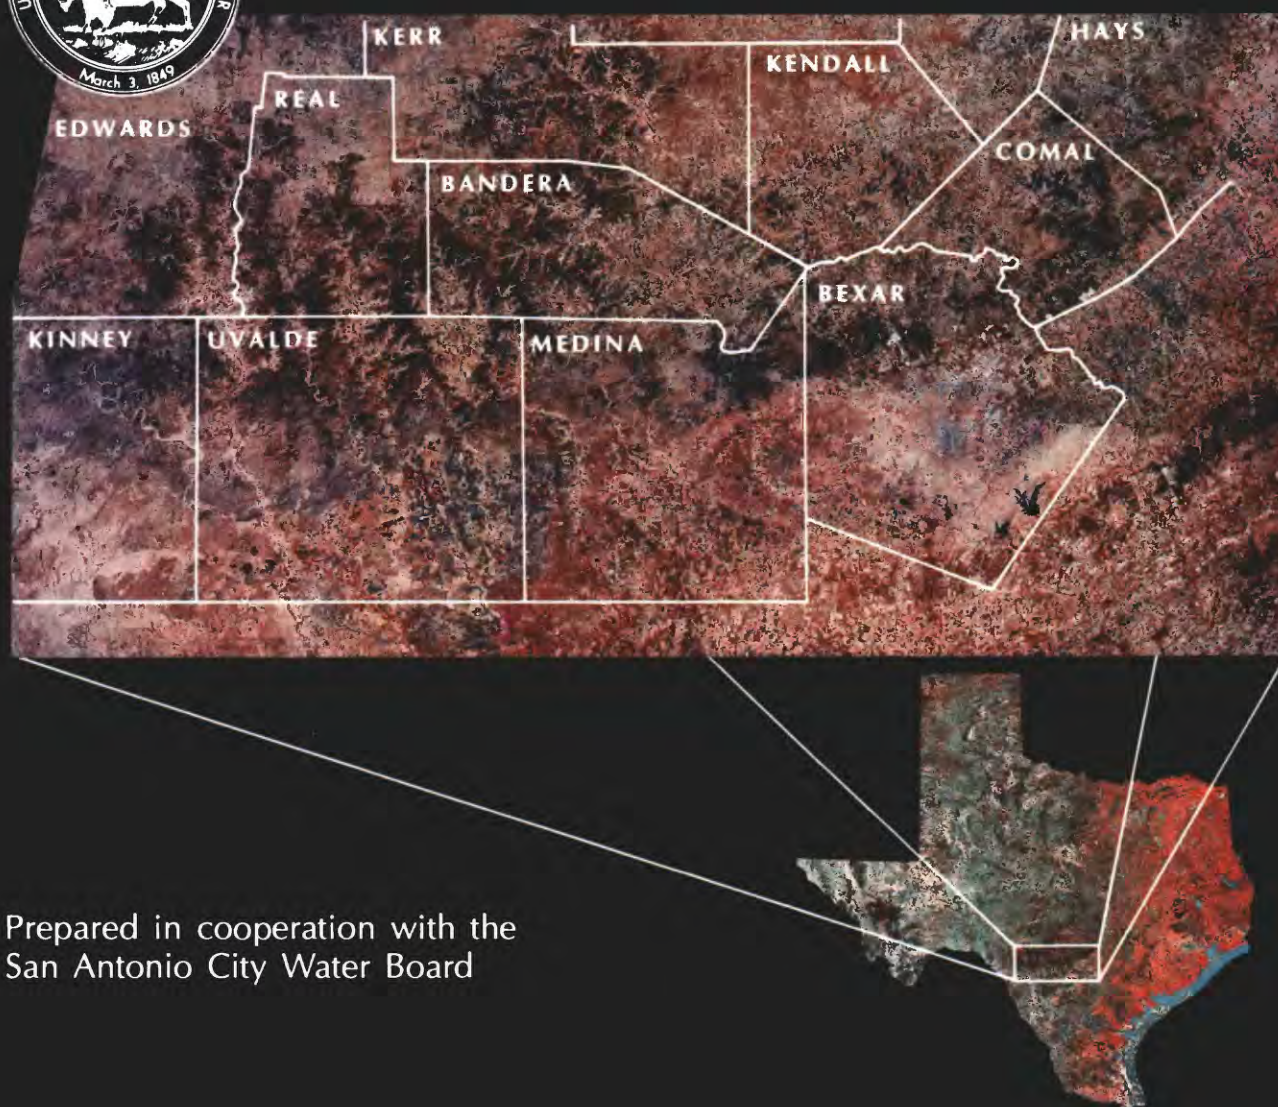 March 3, 1849
KERR
HAYS
KENDALL
REAL
EDWARDS
COMAL
BANDERA
BEXAR
KINNEY
UVALDE
MEDINA
Prepared in cooperation with the
San Antonio City Water Board